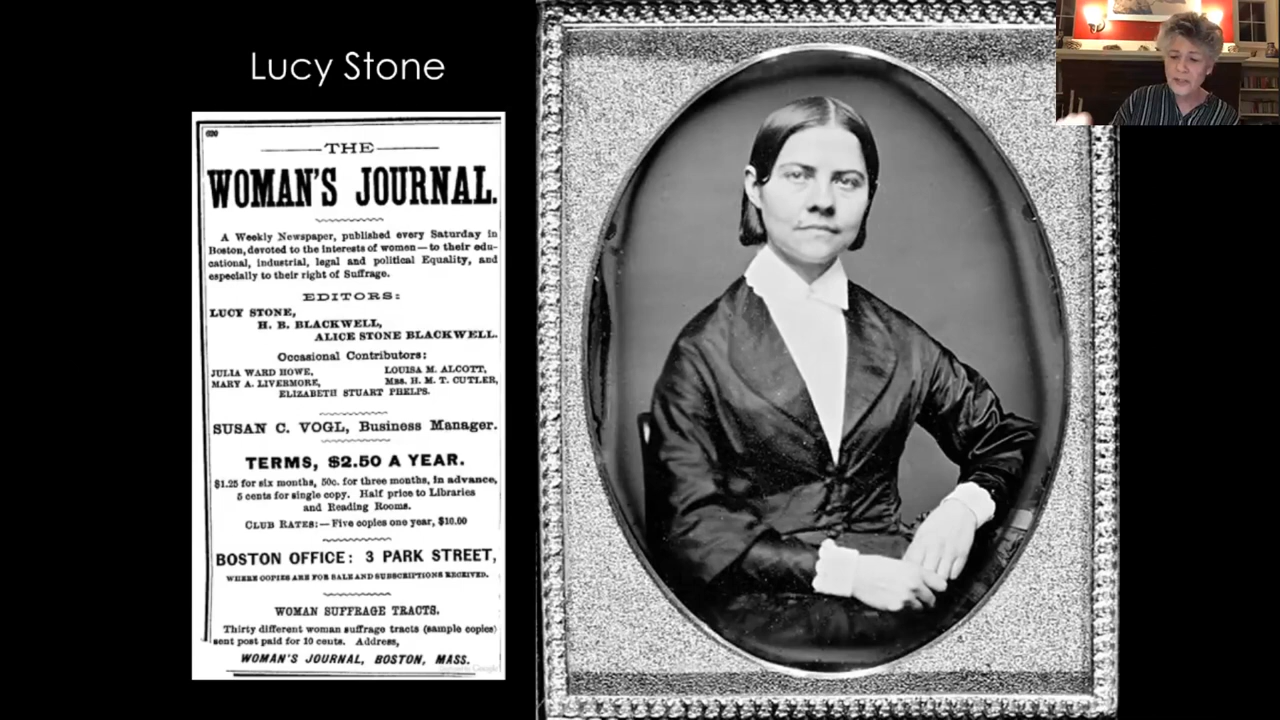 Lucy Stone
THE
WOMAN'S JOURNAL.
A Weekly Newspaper, published every Saturday in
Boston, devoted to the interests of women—to their edu-
cational, industrial, legal and political Equality, and
especially to their right of Suffrage.
EDITORS:
LUCY STONE,
H. B. BLACKWELL,
ALICE STONE BLACKWELL.
Occasional Contributors:
JULIA WARD HOWE, LOUISA M. ALCOTT,
MARY A. LIVERMORE, MRS. H. M. T. CUTLER,
ELIZABETH STUART PHELPS.
SUSAN C. VOGL, Business Manager.
TERMS, $2.50 A YEAR.
$1.25 for six months, 50c. for three months, in advance,
5 cents for single copy. Half price to Libraries
and Reading Rooms.
CLUB RATES:—Five copies one year, $10.00
BOSTON OFFICE: 3 PARK STREET,
WHERE COPIES ARE FOR SALE AND SUBSCRIPTIONS RECEIVED.
WOMAN SUFFRAGE TRACTS.
Thirty different woman suffrage tracts (sample copies)
sent post paid for 10 cents. Address,
WOMAN'S JOURNAL, BOSTON, MASS.
Google